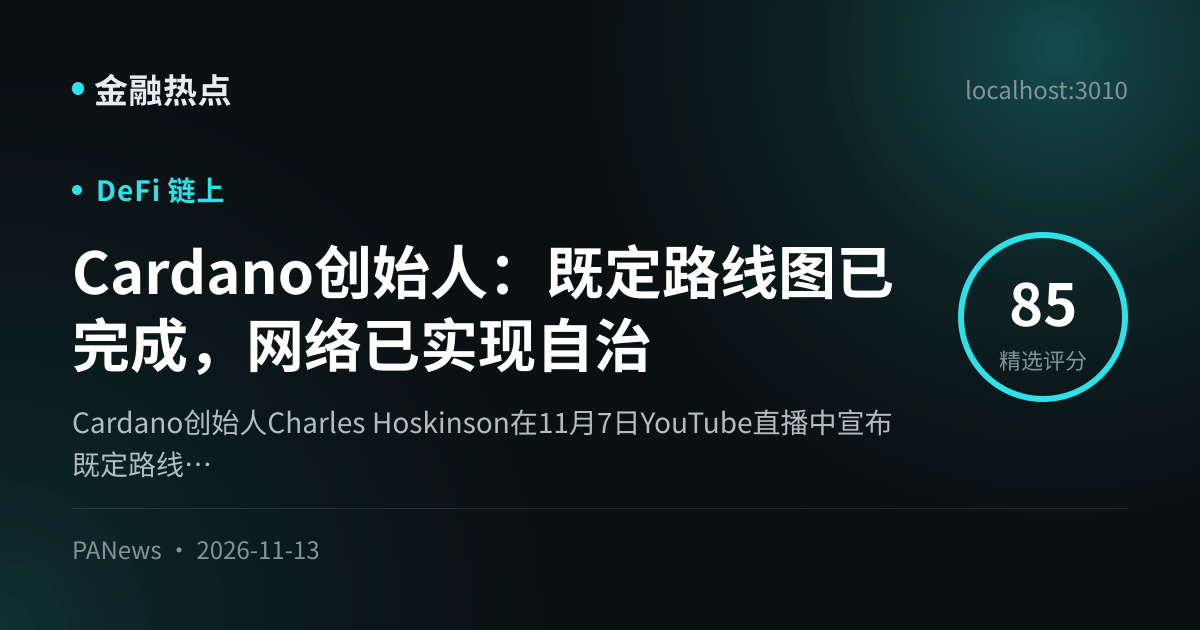 金融热点
localhost:3010
DeFi 链上
Cardano创始人：既定路线图已
完成，网络已实现自治
85
精选评分
Cardano创始人Charles Hoskinson在11月7日YouTube直播中宣布
既定路线…
PANews · 2026-11-13